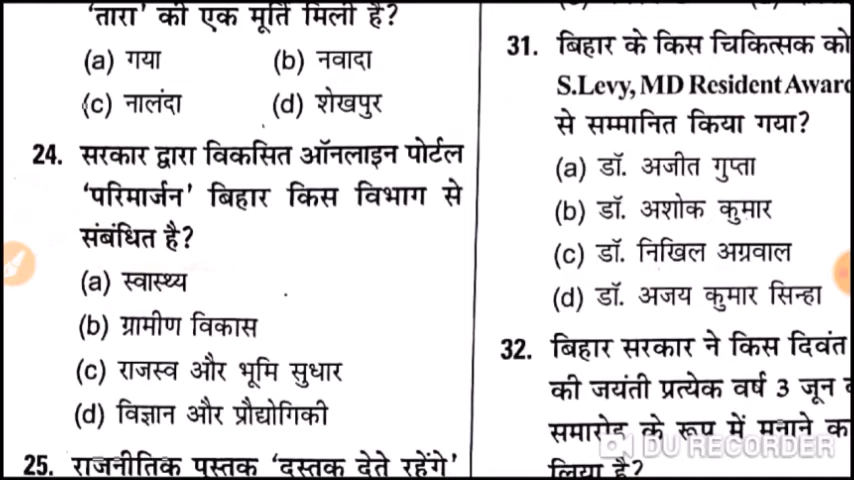 'तारा' की एक मूर्ति मिली है?
(a) गया
(b) नवादा
(c) नालंदा
(d) शेखपुर
24. सरकार द्वारा विकसित ऑनलाइन पोर्टल
'परिमार्जन' बिहार किस विभाग से
संबंधित है?
(a) स्वास्थ्य
(b) ग्रामीण विकास
(c) राजस्व और भूमि सुधार
(d) विज्ञान और प्रौद्योगिकी
25. राजनीतिक पुस्तक 'दस्तक देते रहेंगे'
31. बिहार के किस चिकित्सक को
S.Levy, MD Resident Award
से सम्मानित किया गया?
(a) डॉ. अजीत गुप्ता
(b) डॉ. अशोक कुमार
(c) डॉ. निखिल अग्रवाल
(d) डॉ. अजय कुमार सिन्हा
32. बिहार सरकार ने किस दिवंत
की जयंती प्रत्येक वर्ष 3 जून
समारोह के रूप में मनाने का
लिया है?
DU RECORDER